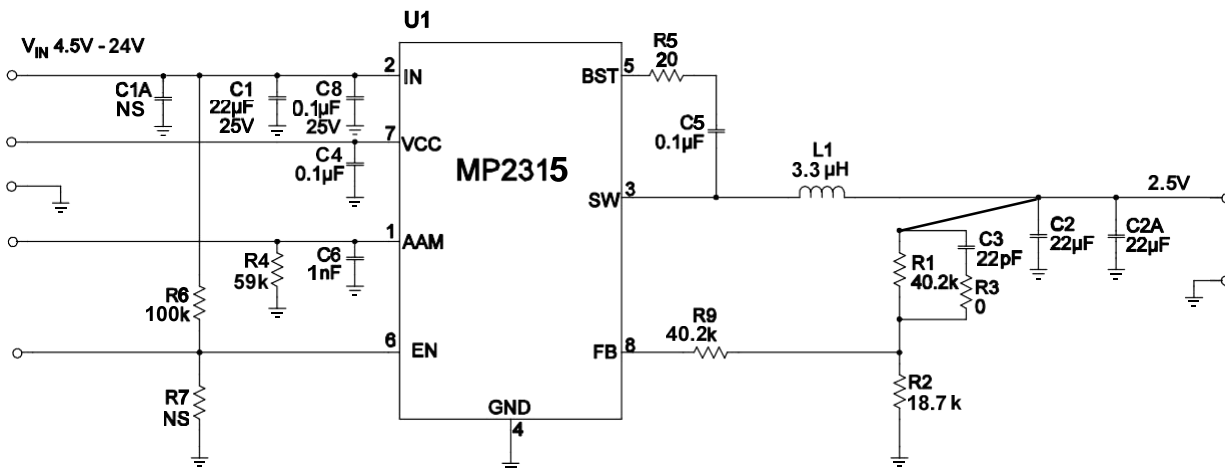 U1
V_IN 4.5V - 24V
R5
20
2
IN
BST
5
C1A
NS
C1
22µF
25V
C8
0.1µF
25V
7
VCC
C5
0.1µF
C4
0.1µF
MP2315
L1
3.3 µH
SW
3
2.5V
1
AAM
R4
59k
C6
1nF
C3
22pF
C2
22µF
C2A
22µF
R1
40.2k
R3
0
R6
100k
R9
40.2k
6
EN
FB
8
R7
NS
R2
18.7 k
GND
4